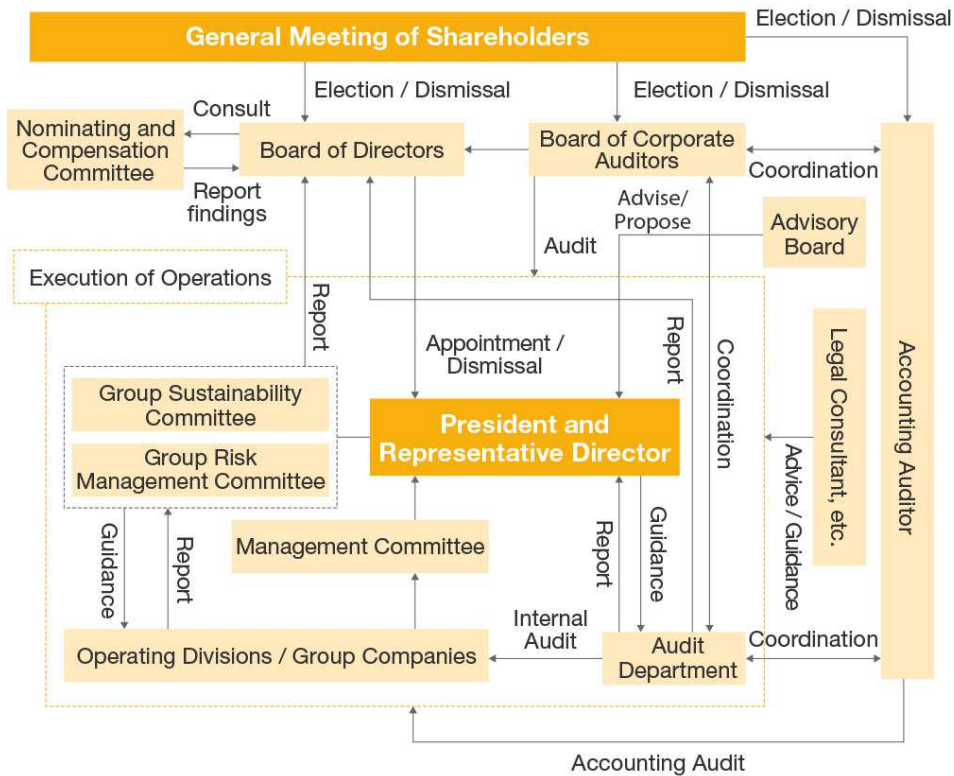 General Meeting of Shareholders
Election / Dismissal
Election / Dismissal
Election / Dismissal
Consult
Nominating and
Compensation
Committee
Report
findings
Board of Directors
Board of Corporate
Auditors
Coordination
Advise/
Propose
Advisory
Board
Audit
Execution of Operations
Report
Appointment /
Dismissal
Report
Coordination
Legal Consultant, etc.
Accounting Auditor
Group Sustainability
Committee
Group Risk
Management Committee
President and
Representative Director
Advice / Guidance
Guidance
Report
Management Committee
Report
Guidance
Operating Divisions / Group Companies
Internal
Audit
Audit
Department
Coordination
Accounting Audit